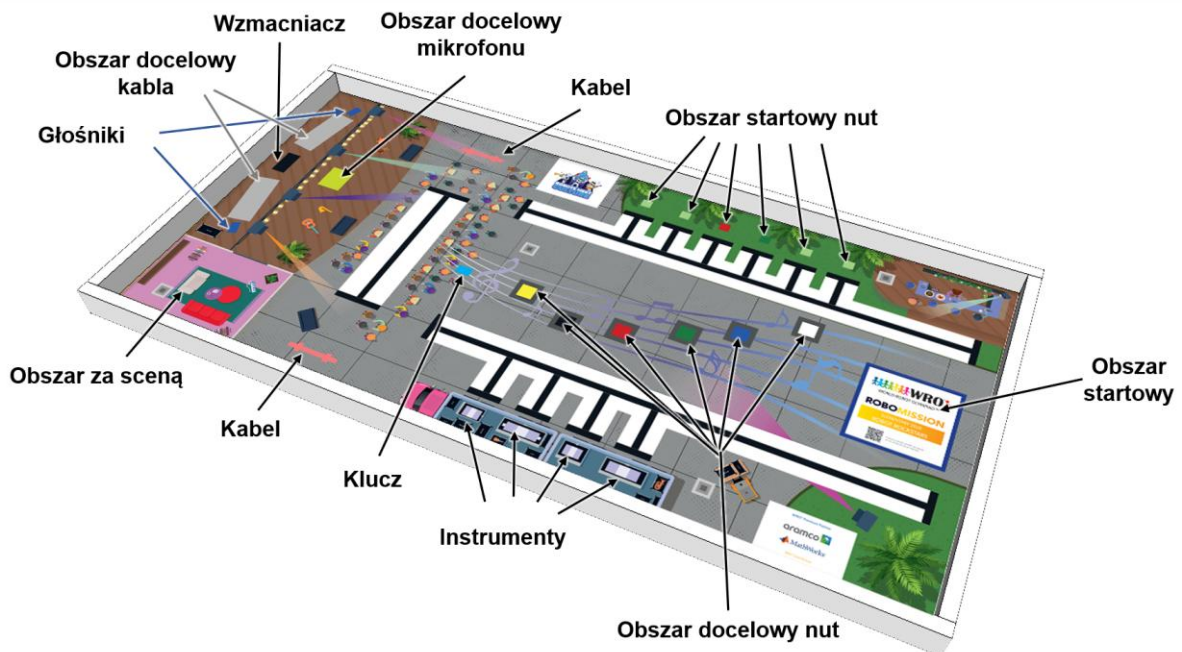 Wzmacniacz
Obszar docelowy
mikrofonu
Obszar docelowy
kabla
Kabel
Obszar startowy nut
Głośniki
Obszar
startowy
WRO
ROBOMISSION
Obszar za sceną
Kabel
Klucz
Instrumenty
aramco
MathWorks
Obszar docelowy nut